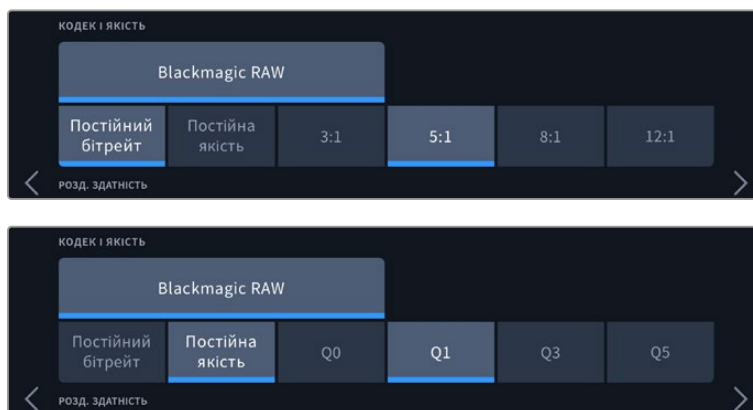 КОДЕК І ЯКІСТЬ
Blackmagic RAW
Постійний бітрейт
Постійна якість
3:1
5:1
8:1
12:1
РОЗД. ЗДАТНІСТЬ
КОДЕК І ЯКІСТЬ
Blackmagic RAW
Постійний бітрейт
Постійна якість
Q0
Q1
Q3
Q5
РОЗД. ЗДАТНІСТЬ